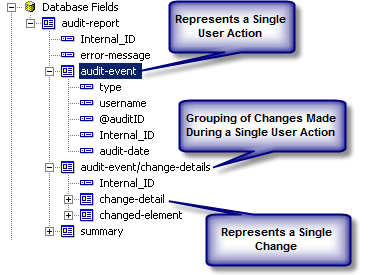 Database Fields
audit-report
Internal_ID
error-message
audit-event
type
username
@auditID
Internal_ID
audit-date
audit-event/change-details
Internal_ID
change-detail
changed-element
summary
Represents a Single
User Action
Grouping of Changes Made
During a Single User Action
Represents a Single
Change